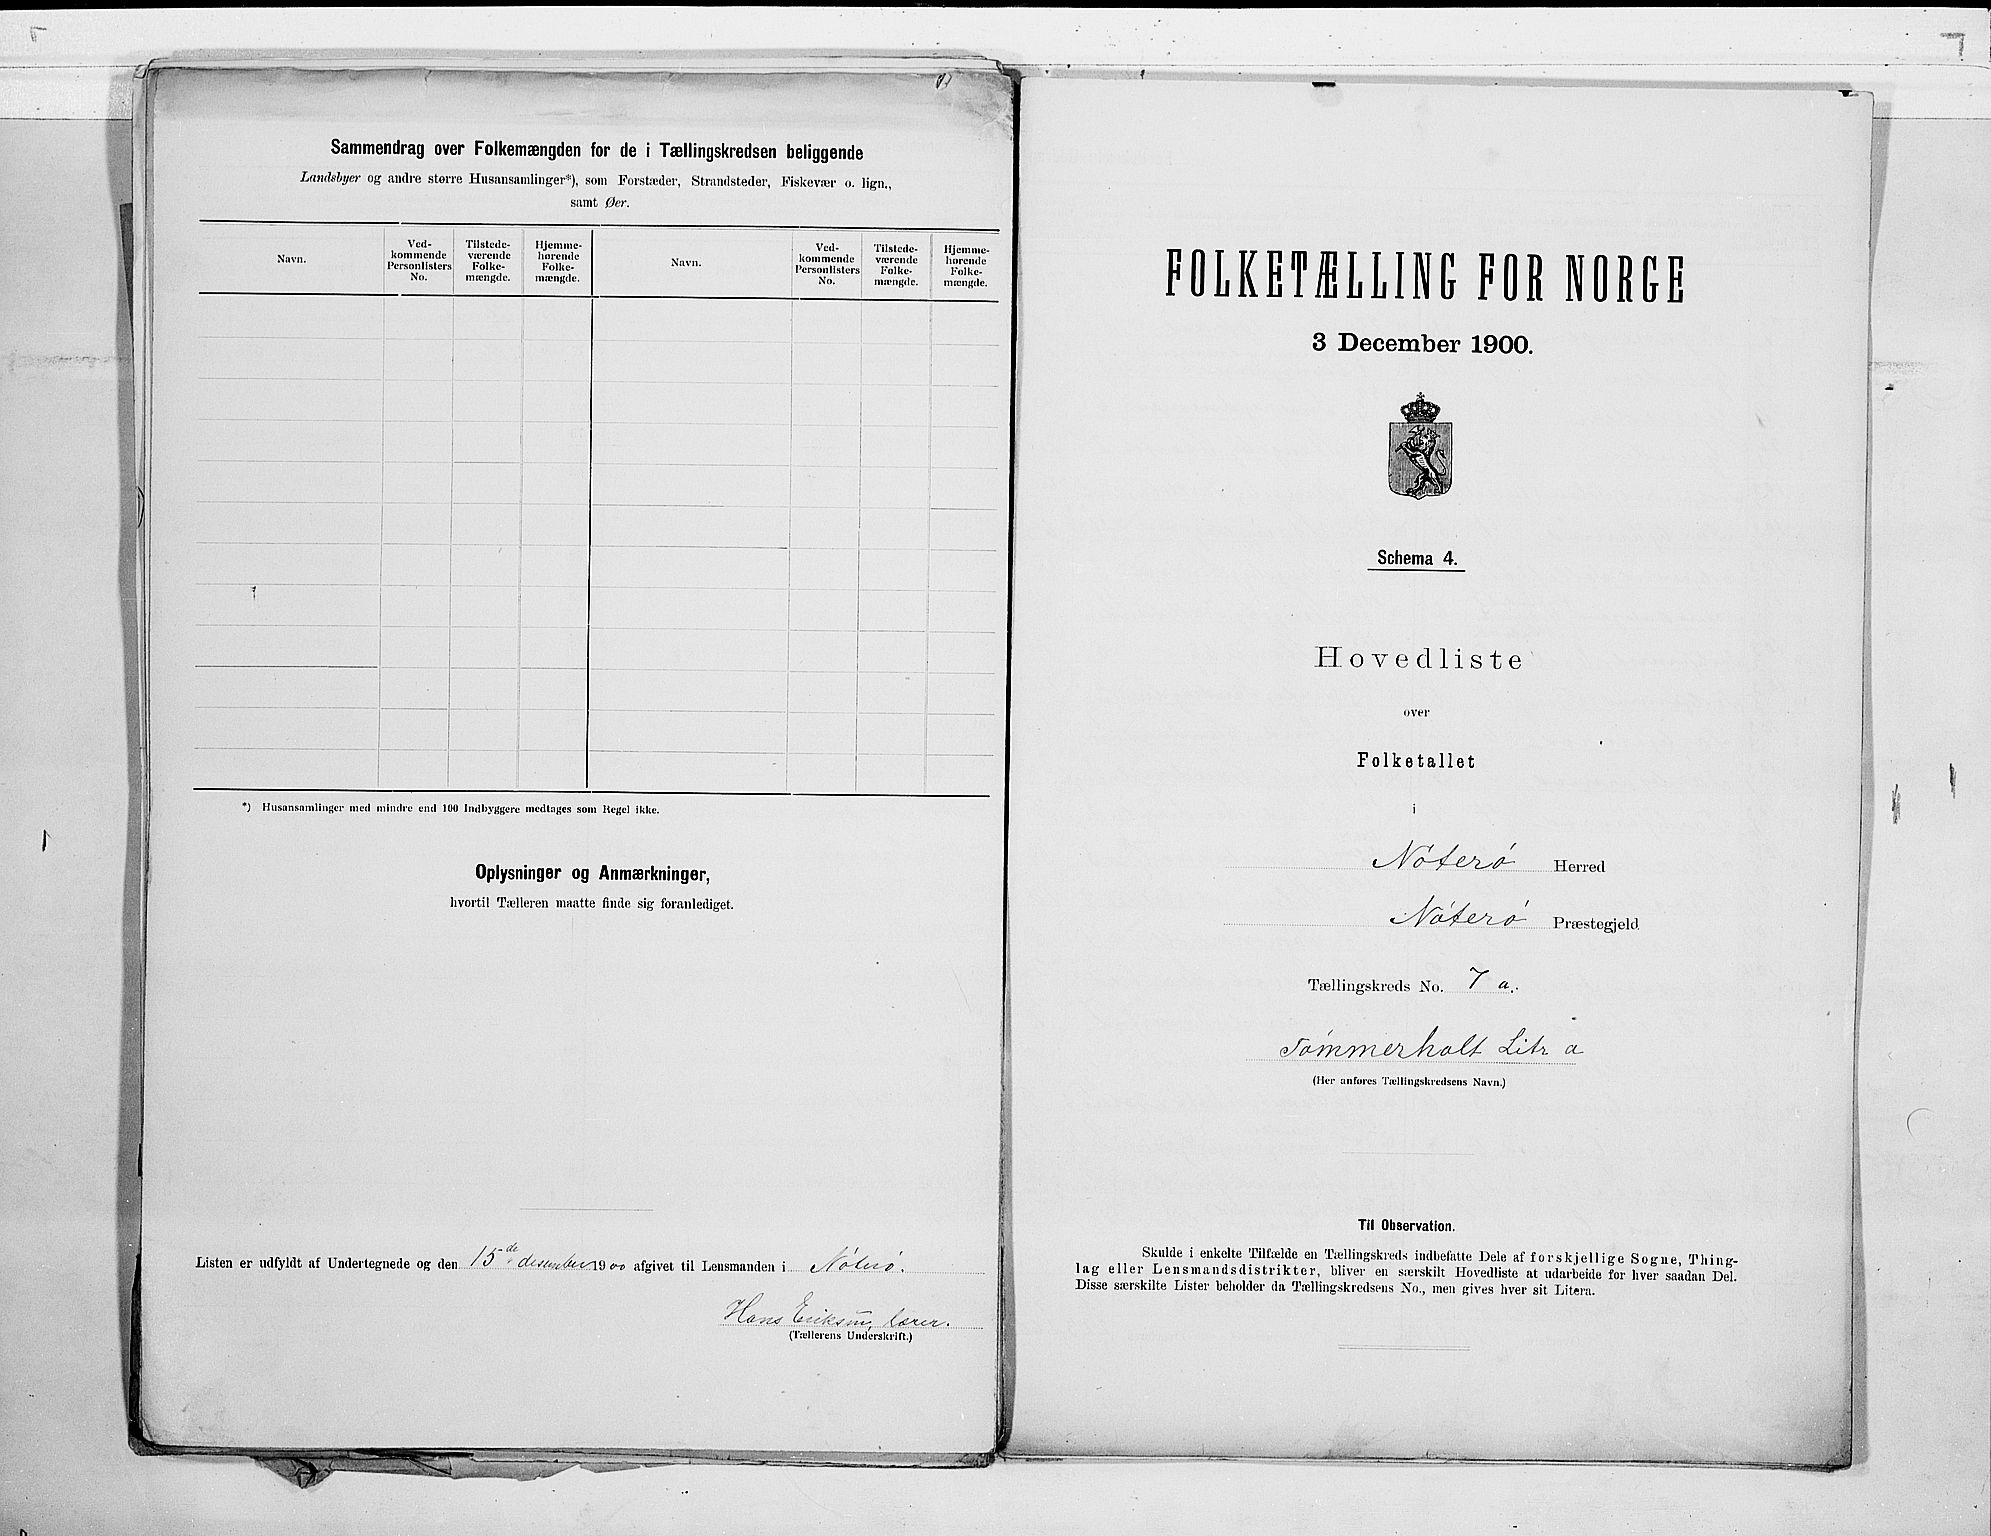 Sammendrag over Folkemængden for de i Tællingskredsen beliggende
Landsbyer og andre større Husansamlinger*), som Forstæder, Strandsteder, Fiskevær o. lign.,
samt Øer.
Navn.
Ved-
kommende
Personlisters
No.
Tilstede-
værende
Folke-
mængde.
Hjemme-
hørende
Folke-
mængde.
Navn.
Ved-
kommende
Personlisters
No.
Tilstede-
værende
Folke-
mængde.
Hjemme-
hørende
Folke-
mængde.
*) Husansamlinger med mindre end 100 Indbyggere medtages som Regel ikke.
Oplysninger og Anmærkninger,
hvortil Tælleren maatte finde sig foranlediget.
Listen er udfyldt af Undertegnede og den 15de desember 1900 afgivet til Lensmanden i Nøterø.
Hans Eriksen, lærer.
(Tællerens Underskrift.)
FOLKETÆLLING FOR NORGE
3 December 1900.
Schema 4.
Hovedliste
over
Folketallet
i
Nøterø Herred
Nøterø Præstegjeld
Tællingskreds No. 7 a.
Tømmerholt Litr a
(Her anføres Tællingskredsens Navn.)
Til Observation.
Skulde i enkelte Tilfælde en Tællingskreds indbefatte Dele af forskjellige Sogne, Thing-
lag eller Lensmandsdistrikter, bliver en særskilt Hovedliste at udarbeide for hver saadan Del.
Disse særskilte Lister beholder da Tællingskredsens No., men gives hver sit Litera.